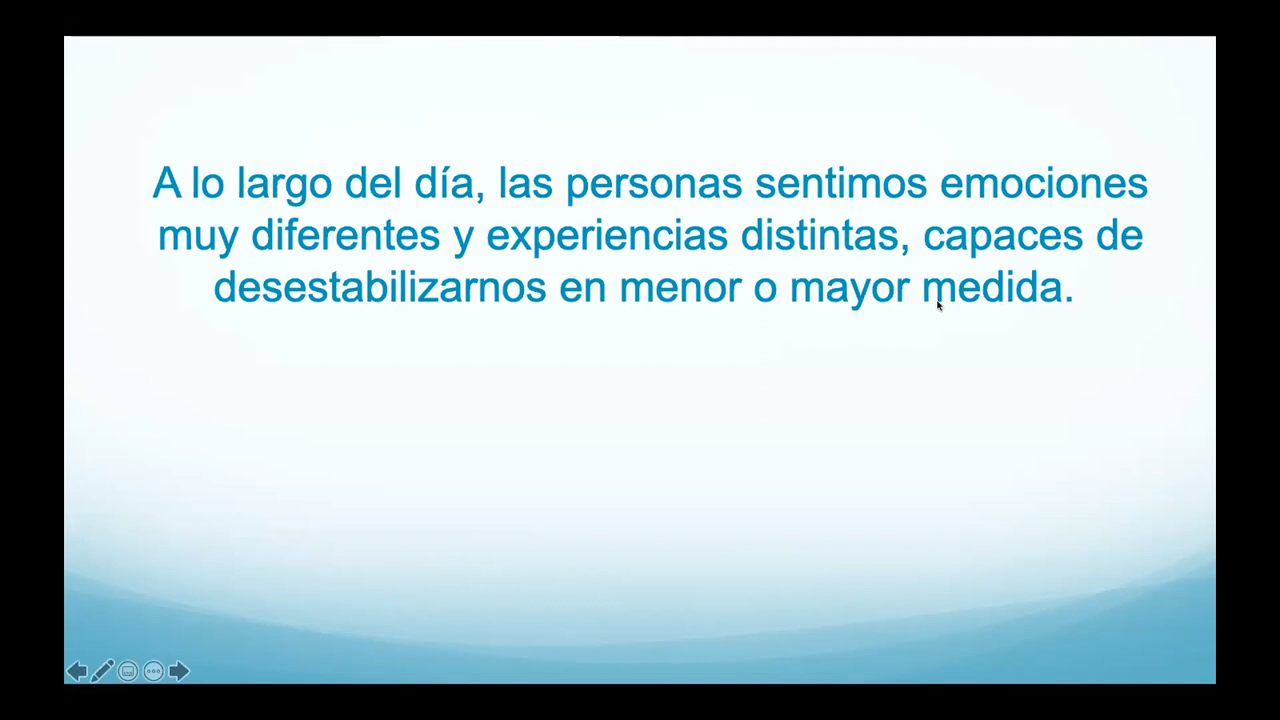 A lo largo del día, las personas sentimos emociones
muy diferentes y experiencias distintas, capaces de
desestabilizarnos en menor o mayor medida.